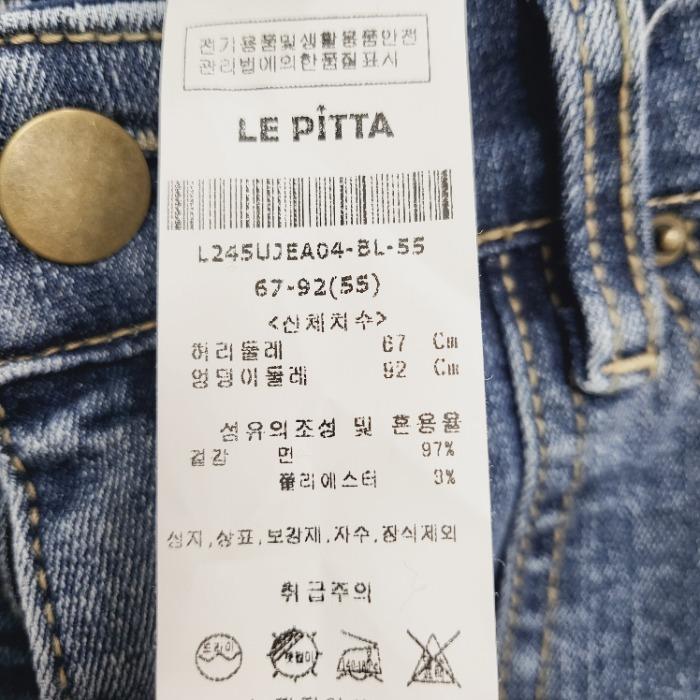 전기용품및생활용품안전
관리법에의한품질표시
LE PiTTA
L245UJEA04-BL-55
67-92(55)
<신체치수>
허리둘레 67 Cm
엉덩이둘레 92 Cm
섬유의조성 및 혼용율
겉감 면 97%
폴리에스터 3%
상표,보강재,자수,장식제외
취급주의
드라이